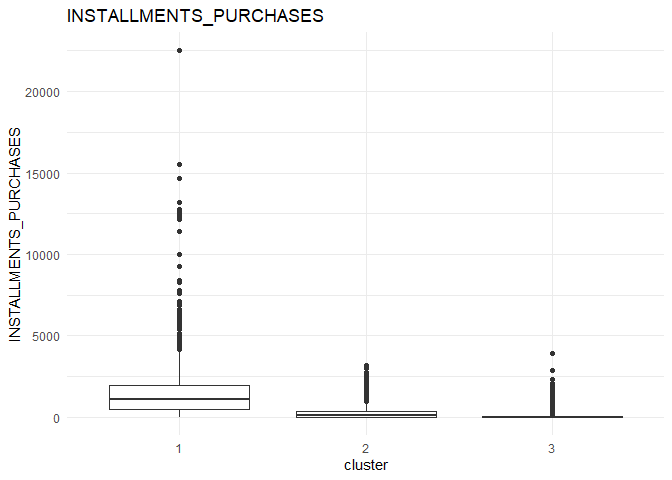 INSTALLMENTS_PURCHASES
INSTALLMENTS_PURCHASES
20000
15000
10000
5000
0
1
2
3
cluster